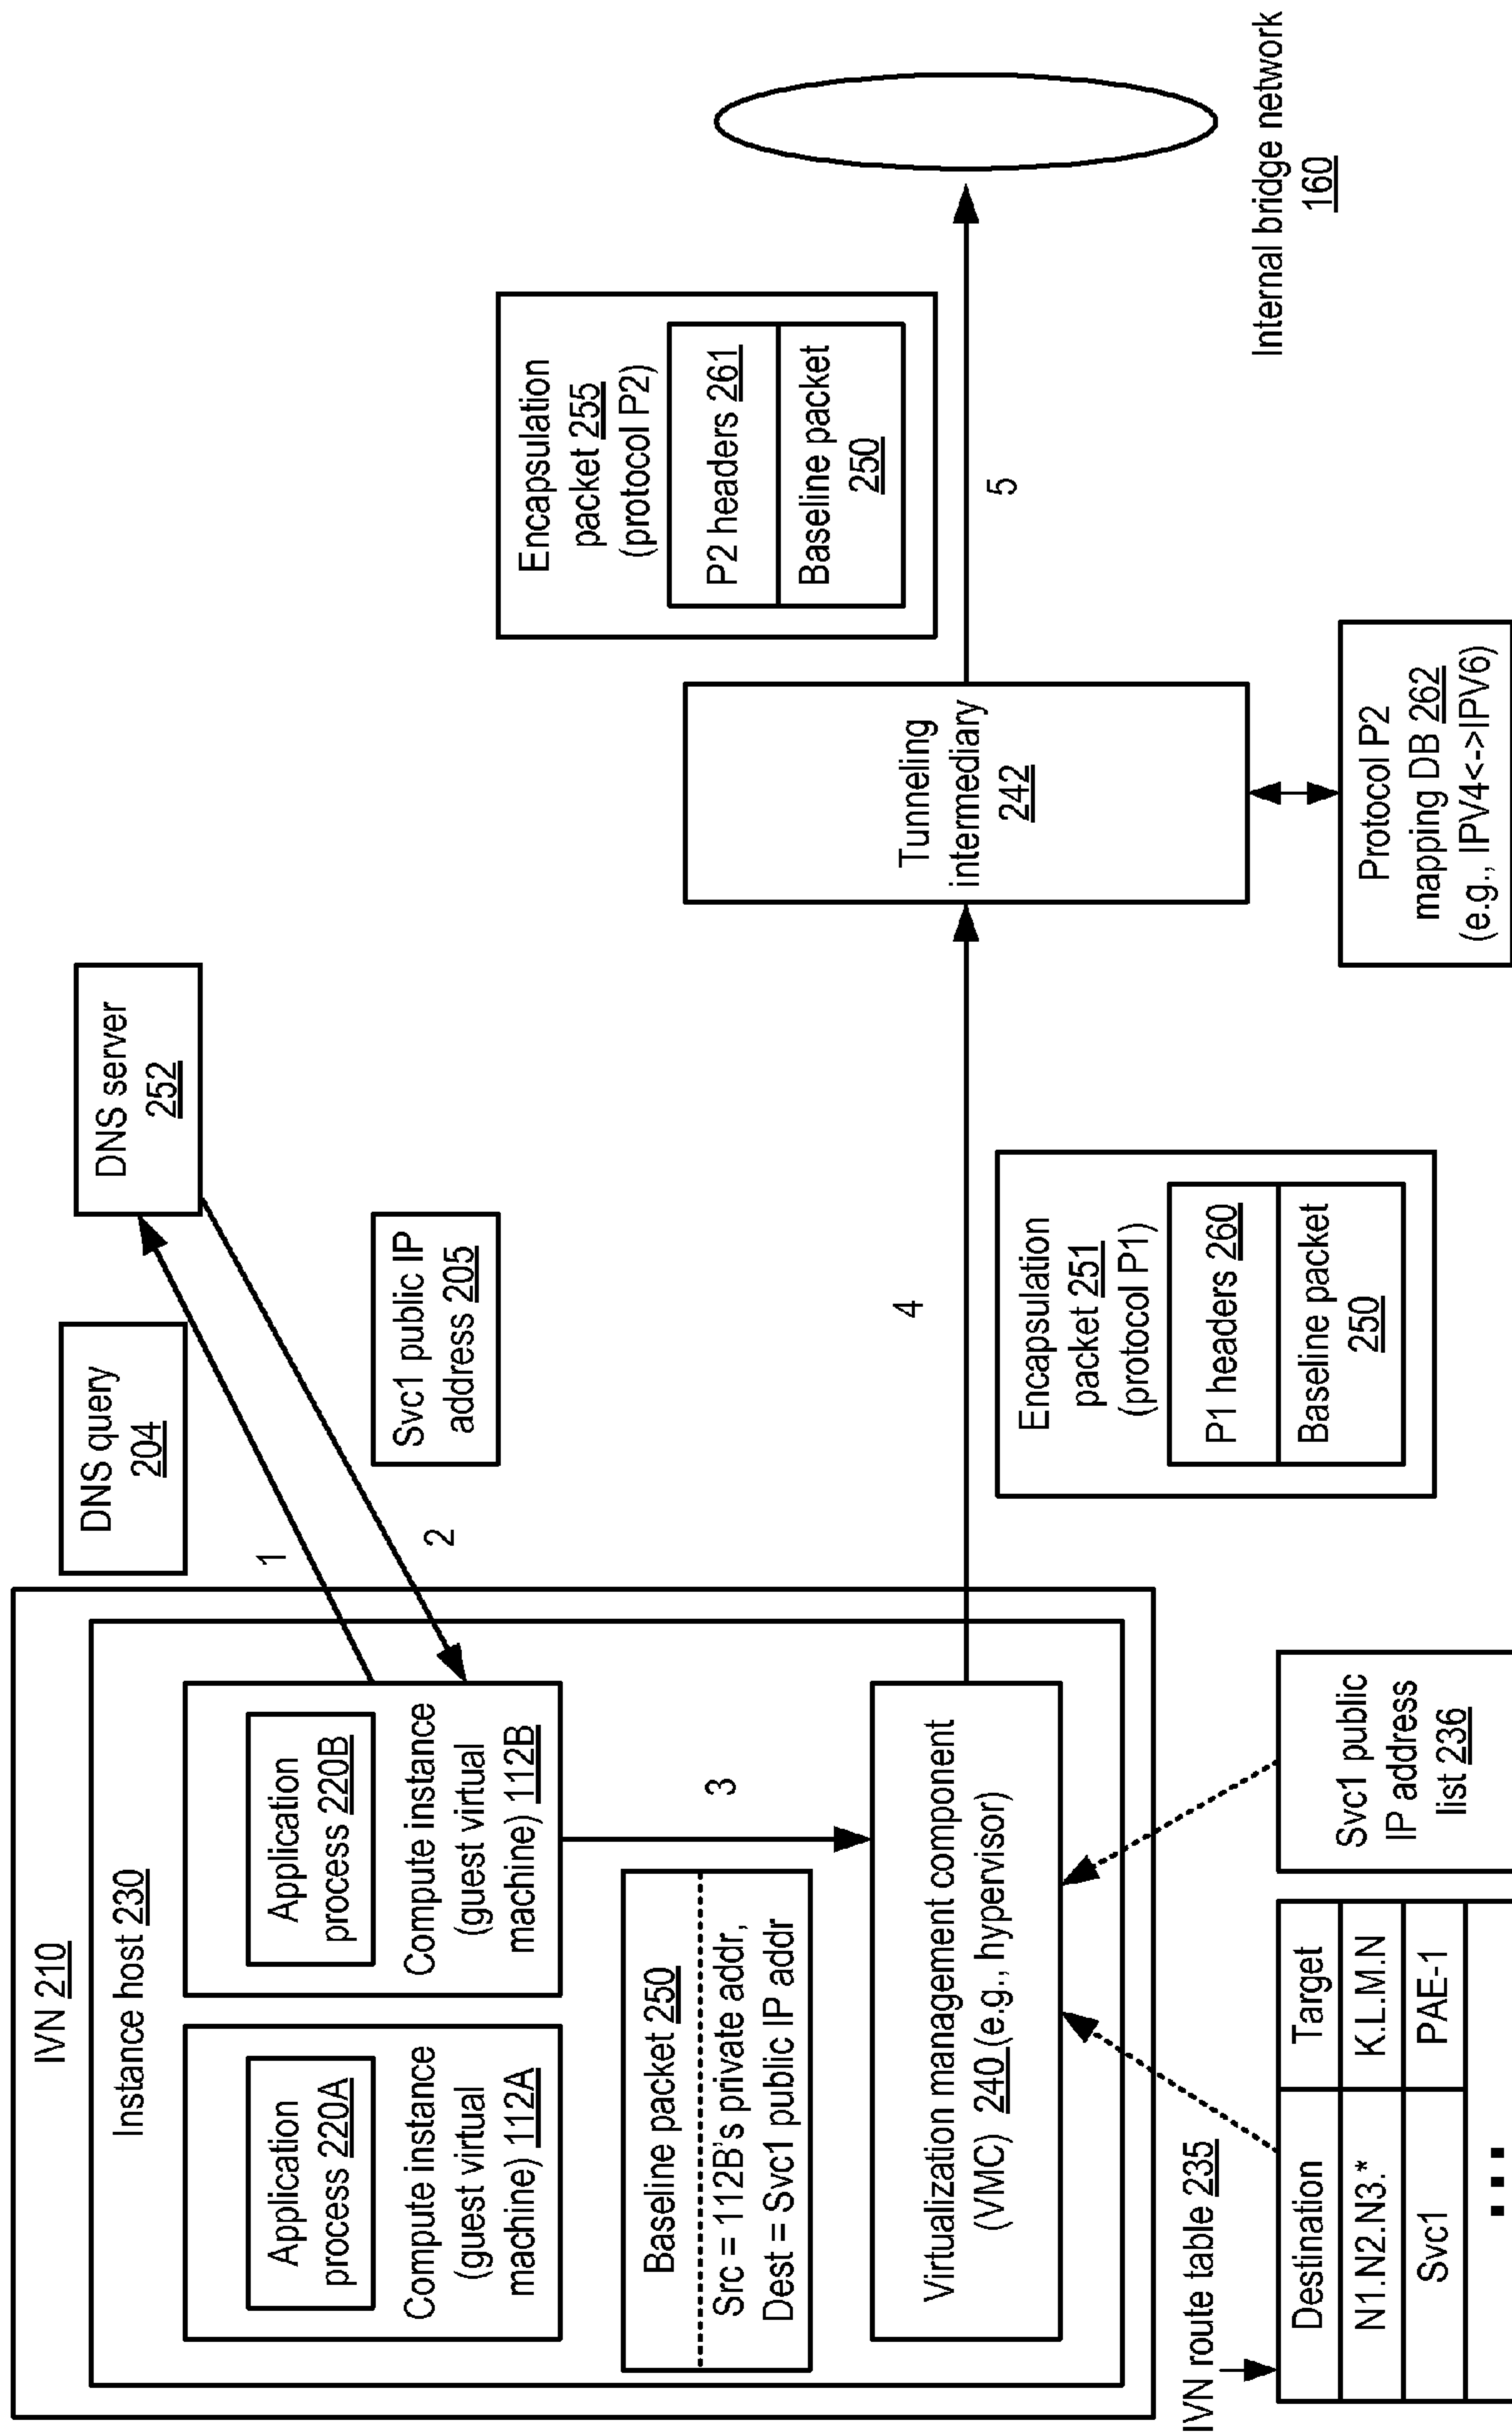 IVN 210
Instance host 230
Application
process 220A
Compute instance
(guest virtual
machine) 112A
Application
process 220B
Compute instance
(guest virtual
machine) 112B
DNS query
204
1
2
Svc1 public IP
address 205
DNS server
252
Baseline packet 250
Src = 112B's private addr,
Dest = Svc1 public IP addr
3
Virtualization management component
(VMC) 240 (e.g., hypervisor)
4
Encapsulation
packet 251
(protocol P1)
P1 headers 260
Baseline packet
250
Tunneling
intermediary
242
Encapsulation
packet 255
(protocol P2)
P2 headers 261
Baseline packet
250
5
Internal bridge network
160
IVN route table 235
Destination Target
N1.N2.N3.* K.L.M.N
Svc1 PAE-1
Svc1 public
IP address
list 236
Protocol P2
mapping DB 262
(e.g., IPV4<->IPV6)